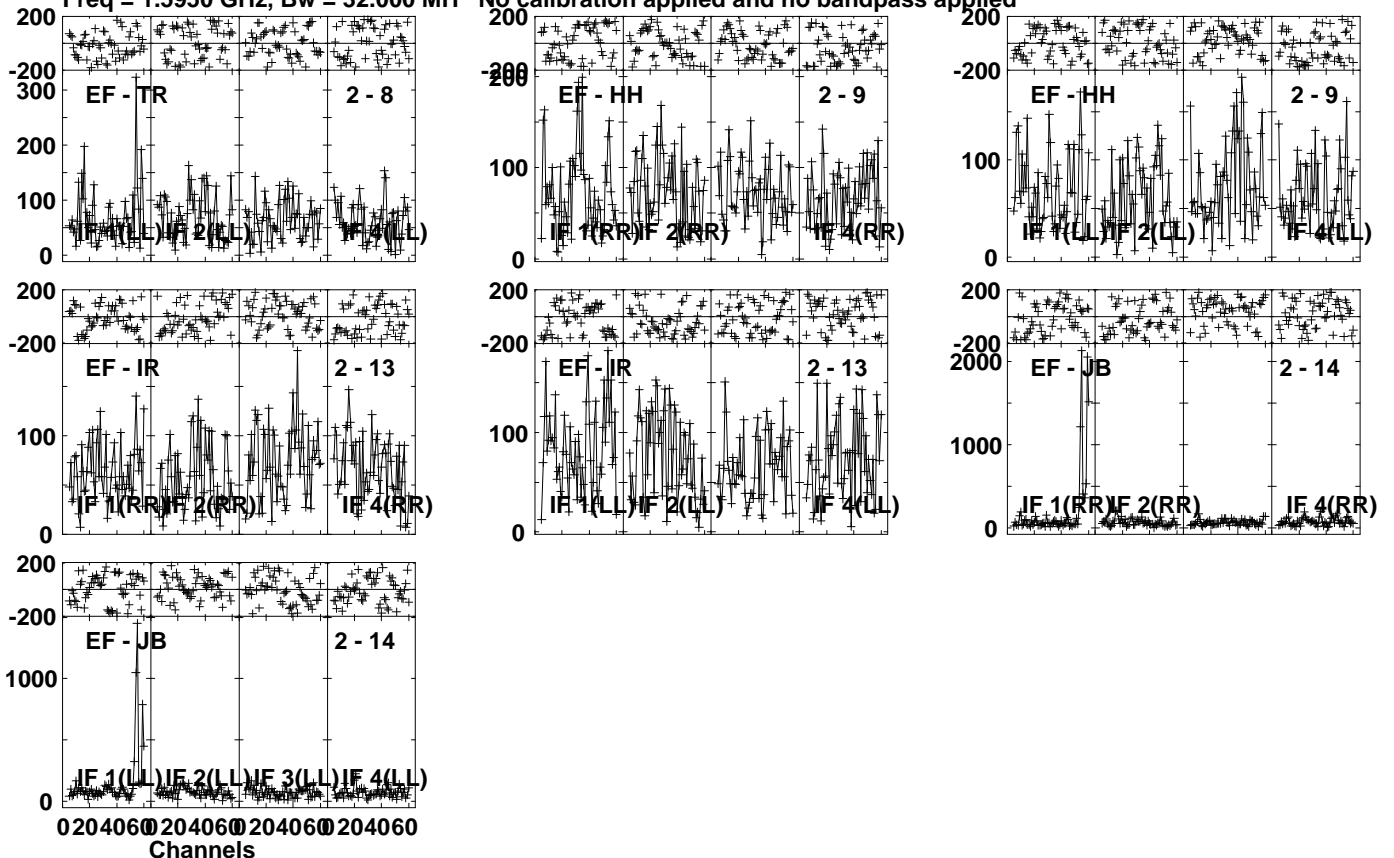 Freq = 1.5950 GHz, Bw = 32.000 MH No calibration applied and no bandpass applied
200
-200
300
200
100
0
EF - TR 2 - 8
IF 1(LL) IF 2(LL) IF 4(LL)
200
-200
200
100
0
EF - HH 2 - 9
IF 1(RR) IF 2(RR) IF 4(RR)
200
-200
100
0
EF - HH 2 - 9
IF 1(LL) IF 2(LL) IF 4(LL)
200
-200
100
0
EF - IR 2 - 13
IF 1(RR) IF 2(RR) IF 4(RR)
200
-200
100
0
EF - IR 2 - 13
IF 1(LL) IF 2(LL) IF 4(LL)
200
-200
2000
1000
0
EF - JB 2 - 14
IF 1(RR) IF 2(RR) IF 4(RR)
200
-200
1000
0
EF - JB 2 - 14
IF 1(LL) IF 2(LL) IF 3(LL) IF 4(LL)
0 20 40 60 0 20 40 60 0 20 40 60 0 20 40 60
Channels